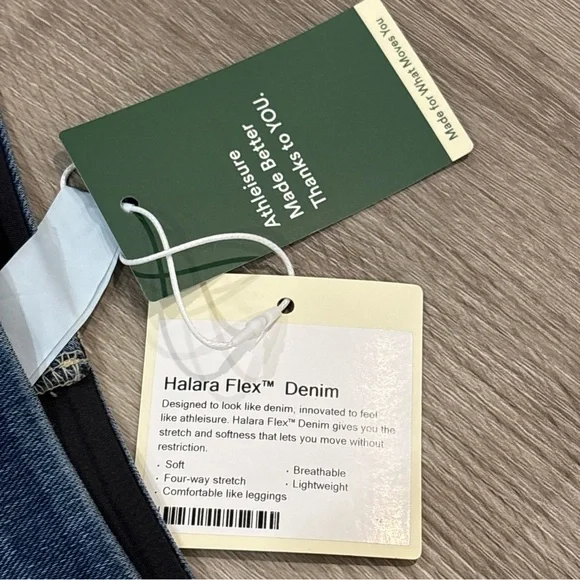 Made for What Moves You
Athleisure
Made Better
Thanks to YOU.
Halara Flex™ Denim
Designed to look like denim, innovated to feel
like athleisure. Halara Flex™ Denim gives you the
stretch and softness that lets you move without
restriction.
· Soft
· Four-way stretch
· Comfortable like leggings
· Breathable
· Lightweight